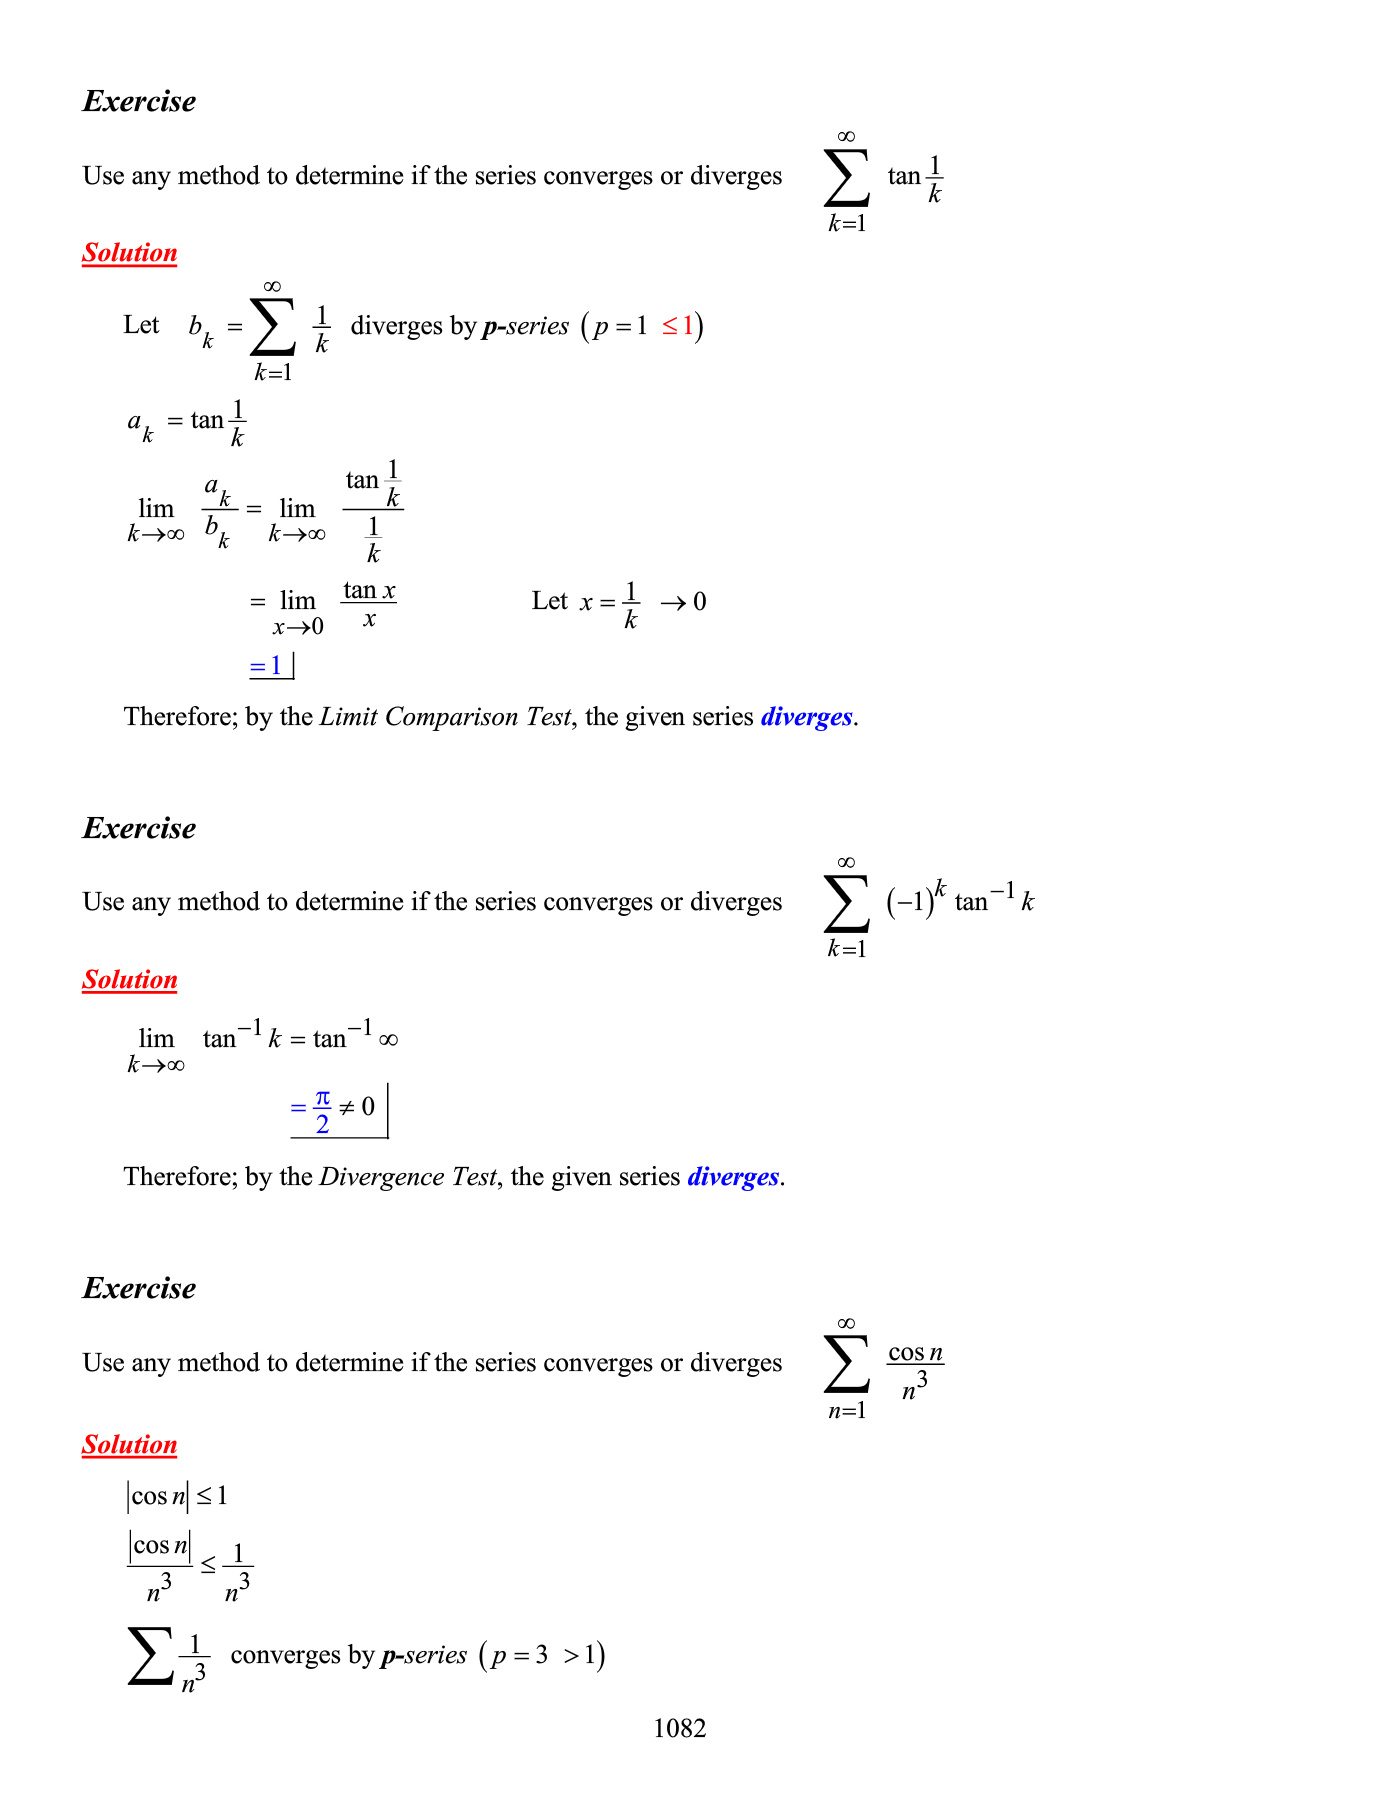 Exercise
Use any method to determine if the series converges or diverges $\sum_{k=1}^{\infty} \tan\frac{1}{k}$
Solution
Let $b_k = \sum_{k=1}^{\infty} \frac{1}{k}$ diverges by p-series $(p = 1 \leq 1)$
$a_k = \tan\frac{1}{k}$
$\lim_{k\to\infty} \frac{a_k}{b_k} = \lim_{k\to\infty} \frac{\tan\frac{1}{k}}{\frac{1}{k}}$
$= \lim_{x\to 0} \frac{\tan x}{x}$ Let $x = \frac{1}{k} \to 0$
$= 1$
Therefore; by the Limit Comparison Test, the given series diverges.
Exercise
Use any method to determine if the series converges or diverges $\sum_{k=1}^{\infty} (-1)^k \tan^{-1} k$
Solution
$\lim_{k\to\infty} \tan^{-1} k = \tan^{-1} \infty$
$= \frac{\pi}{2} \neq 0$
Therefore; by the Divergence Test, the given series diverges.
Exercise
Use any method to determine if the series converges or diverges $\sum_{n=1}^{\infty} \frac{\cos n}{n^3}$
Solution
$|\cos n| \leq 1$
$\frac{|\cos n|}{n^3} \leq \frac{1}{n^3}$
$\sum \frac{1}{n^3}$ converges by p-series $(p = 3 > 1)$
1082